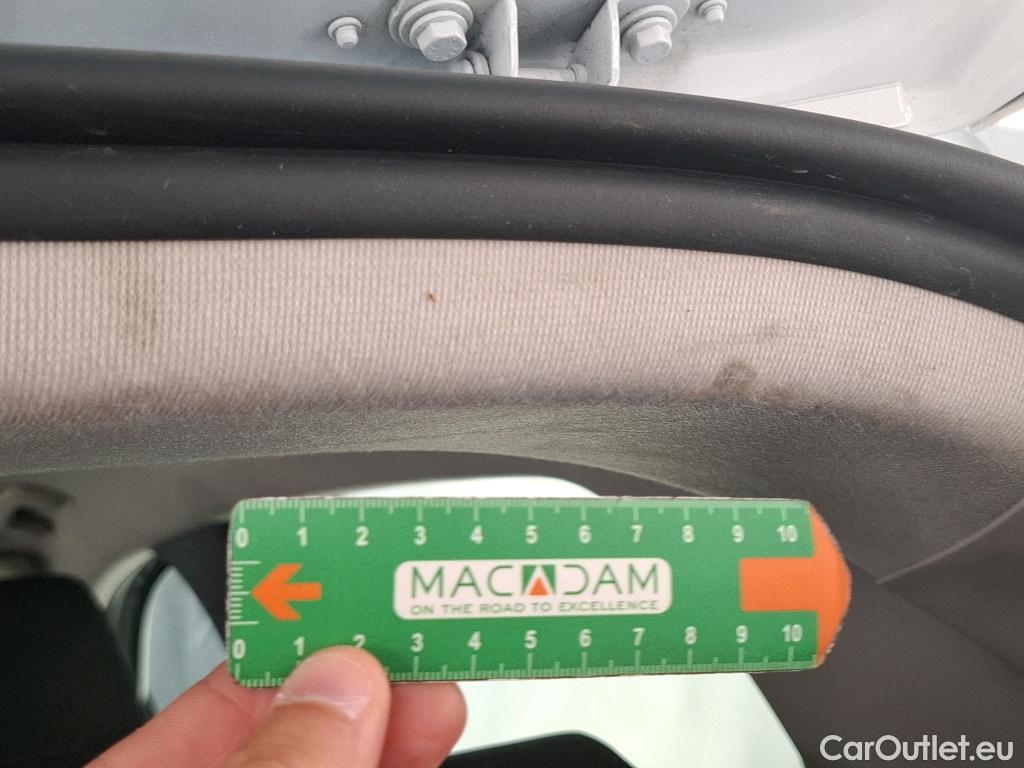 0 1 2 3 4 5 6 7 8 9 10
MACADAM
ON THE ROAD TO EXCELLENCE
0 1 2 3 4 5 6 7 8 9 10
CarOutlet.eu